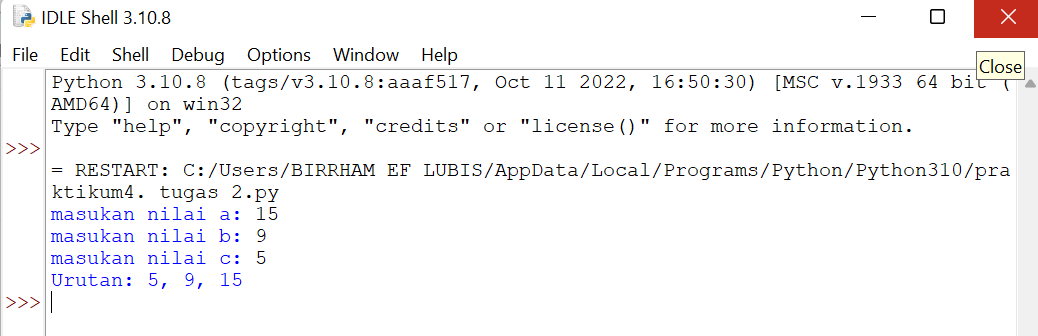 IDLE Shell 3.10.8
File Edit Shell Debug Options Window Help
Close
Python 3.10.8 (tags/v3.10.8:aaaf517, Oct 11 2022, 16:50:30) [MSC v.1933 64 bit (
AMD64)] on win32
Type "help", "copyright", "credits" or "license()" for more information.
>>>
= RESTART: C:/Users/BIRRHAM EF LUBIS/AppData/Local/Programs/Python/Python310/pra
ktikum4. tugas 2.py
masukan nilai a: 15
masukan nilai b: 9
masukan nilai c: 5
Urutan: 5, 9, 15
>>>